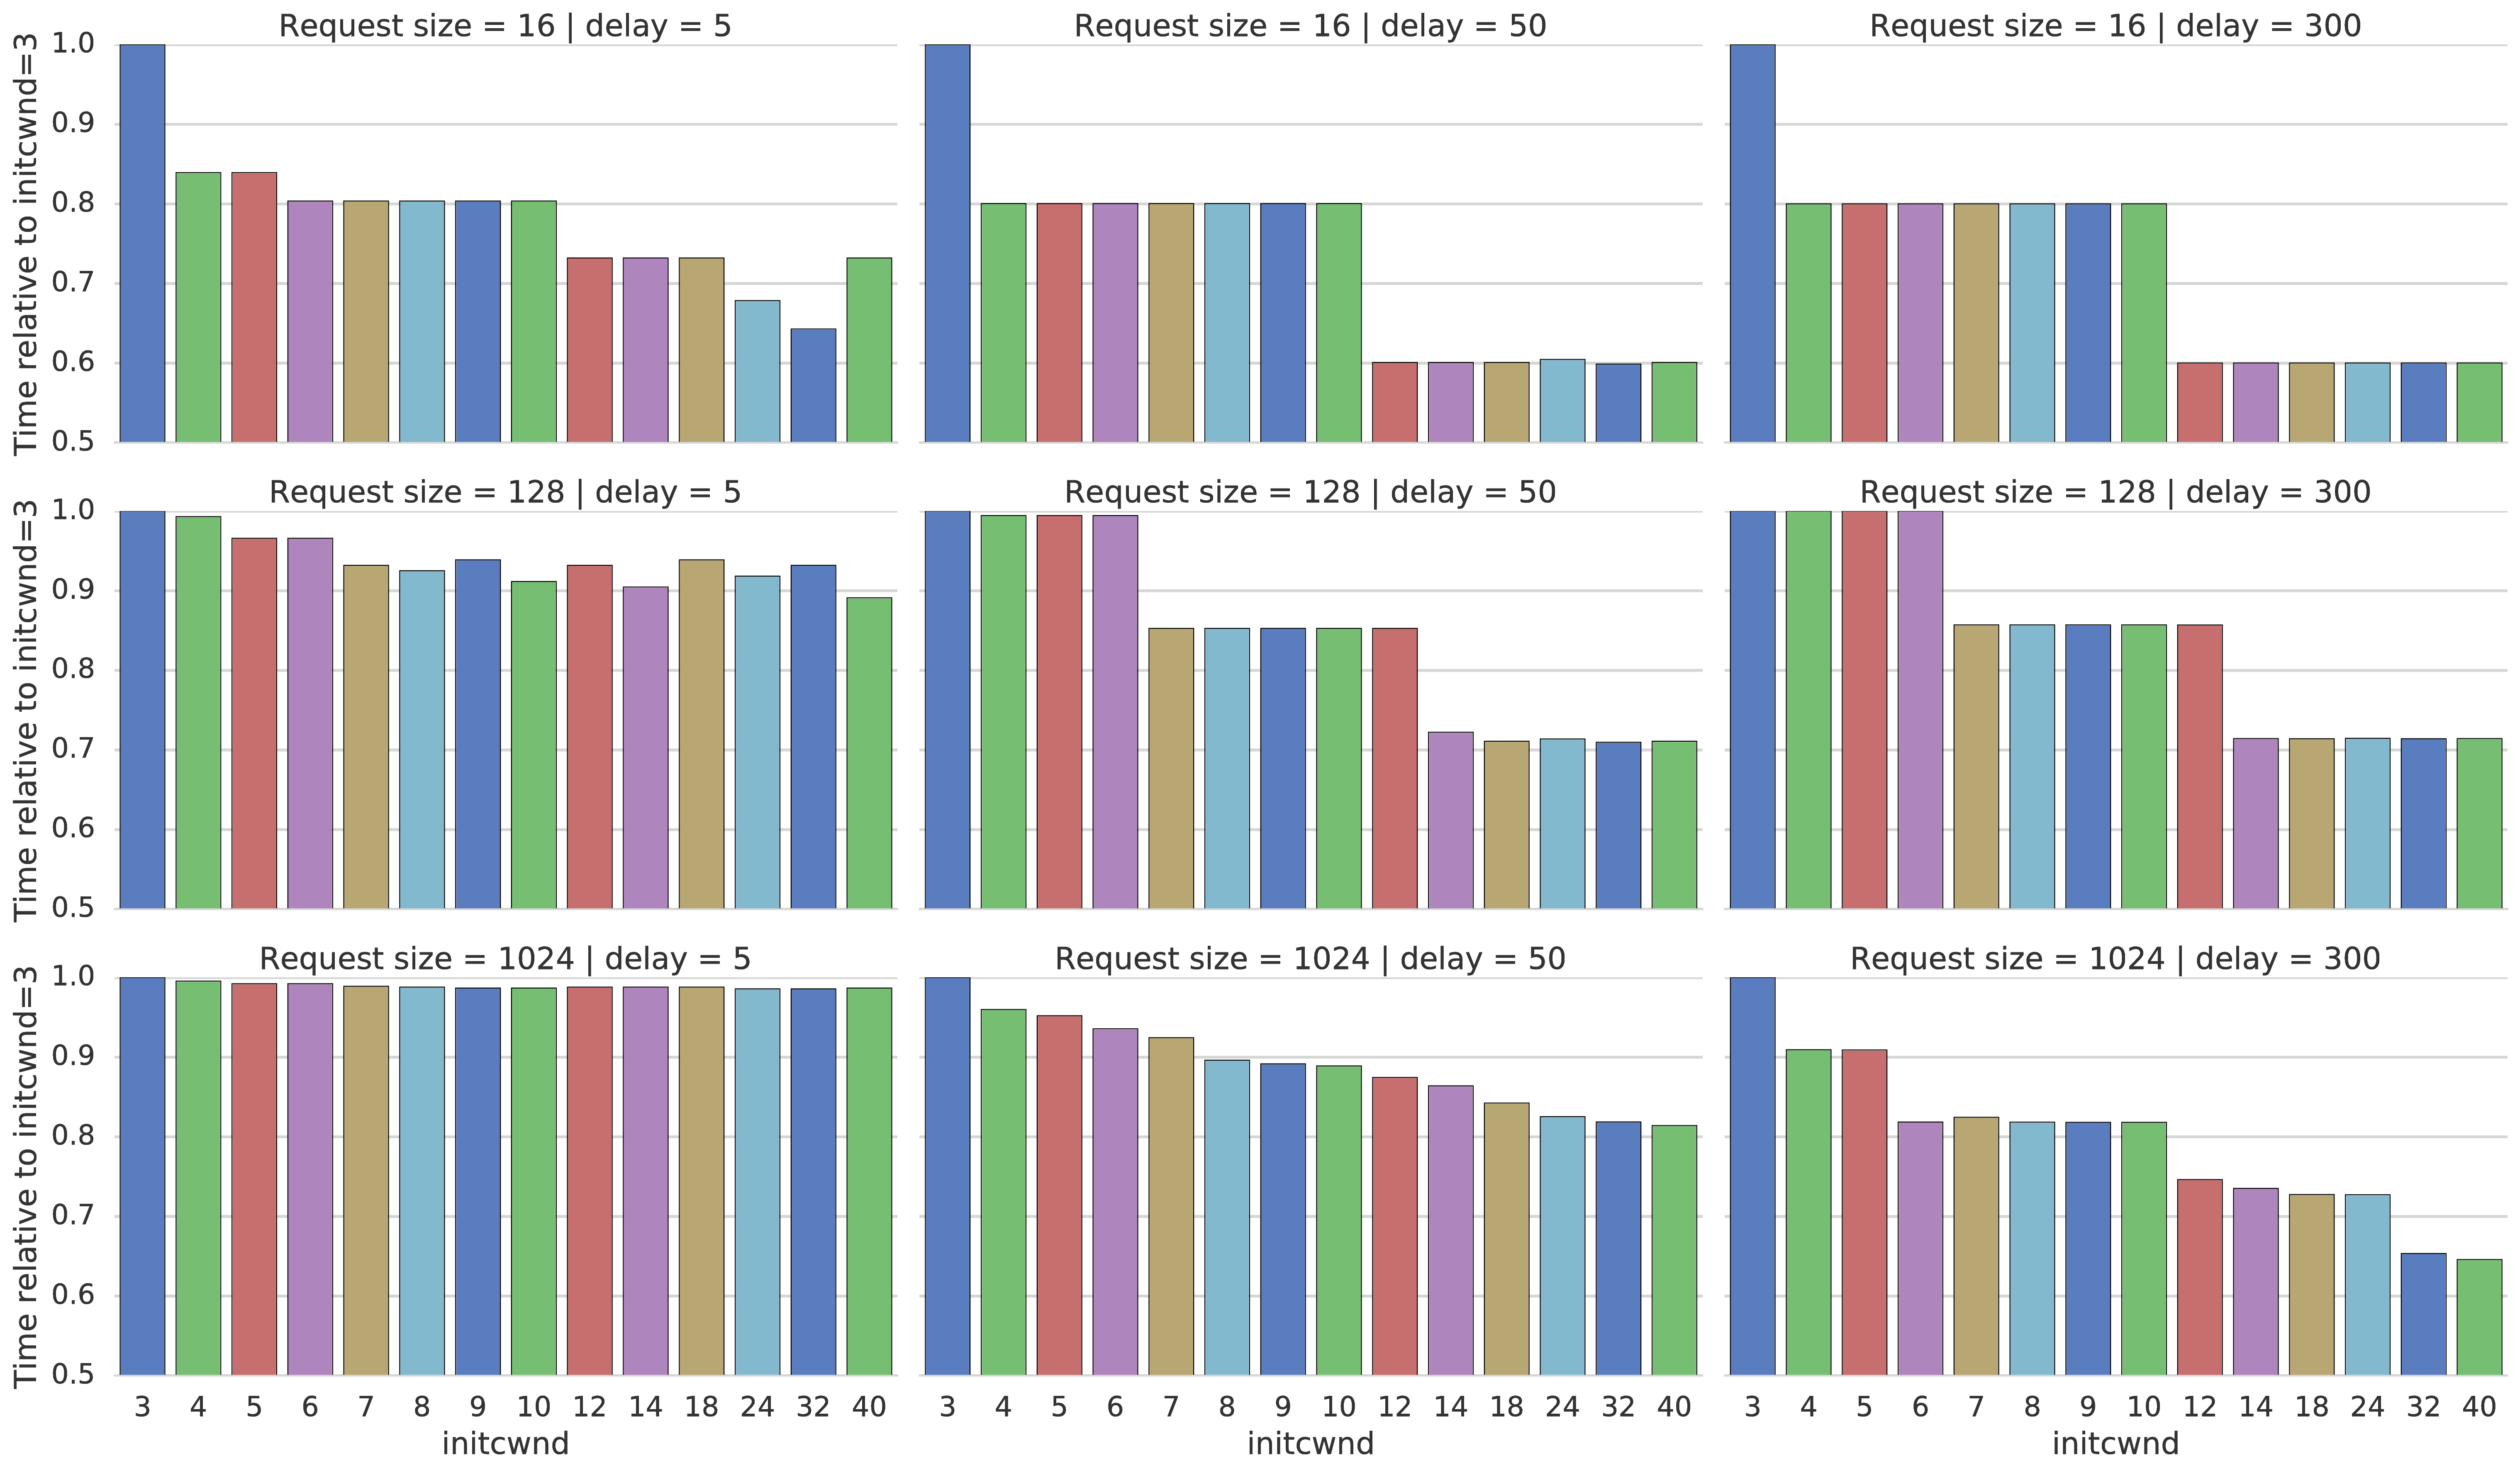 Request size = 16 | delay = 5
Request size = 16 | delay = 50
Request size = 16 | delay = 300
Time relative to initcwnd=3
1.0
0.9
0.8
0.7
0.6
0.5
Request size = 128 | delay = 5
Request size = 128 | delay = 50
Request size = 128 | delay = 300
Time relative to initcwnd=3
1.0
0.9
0.8
0.7
0.6
0.5
Request size = 1024 | delay = 5
Request size = 1024 | delay = 50
Request size = 1024 | delay = 300
Time relative to initcwnd=3
1.0
0.9
0.8
0.7
0.6
0.5
3 4 5 6 7 8 9 10 12 14 18 24 32 40
3 4 5 6 7 8 9 10 12 14 18 24 32 40
3 4 5 6 7 8 9 10 12 14 18 24 32 40
initcwnd
initcwnd
initcwnd